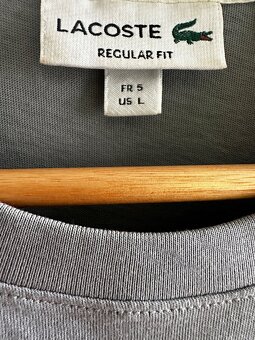 LACOSTE
REGULAR FIT
FR 5
US L